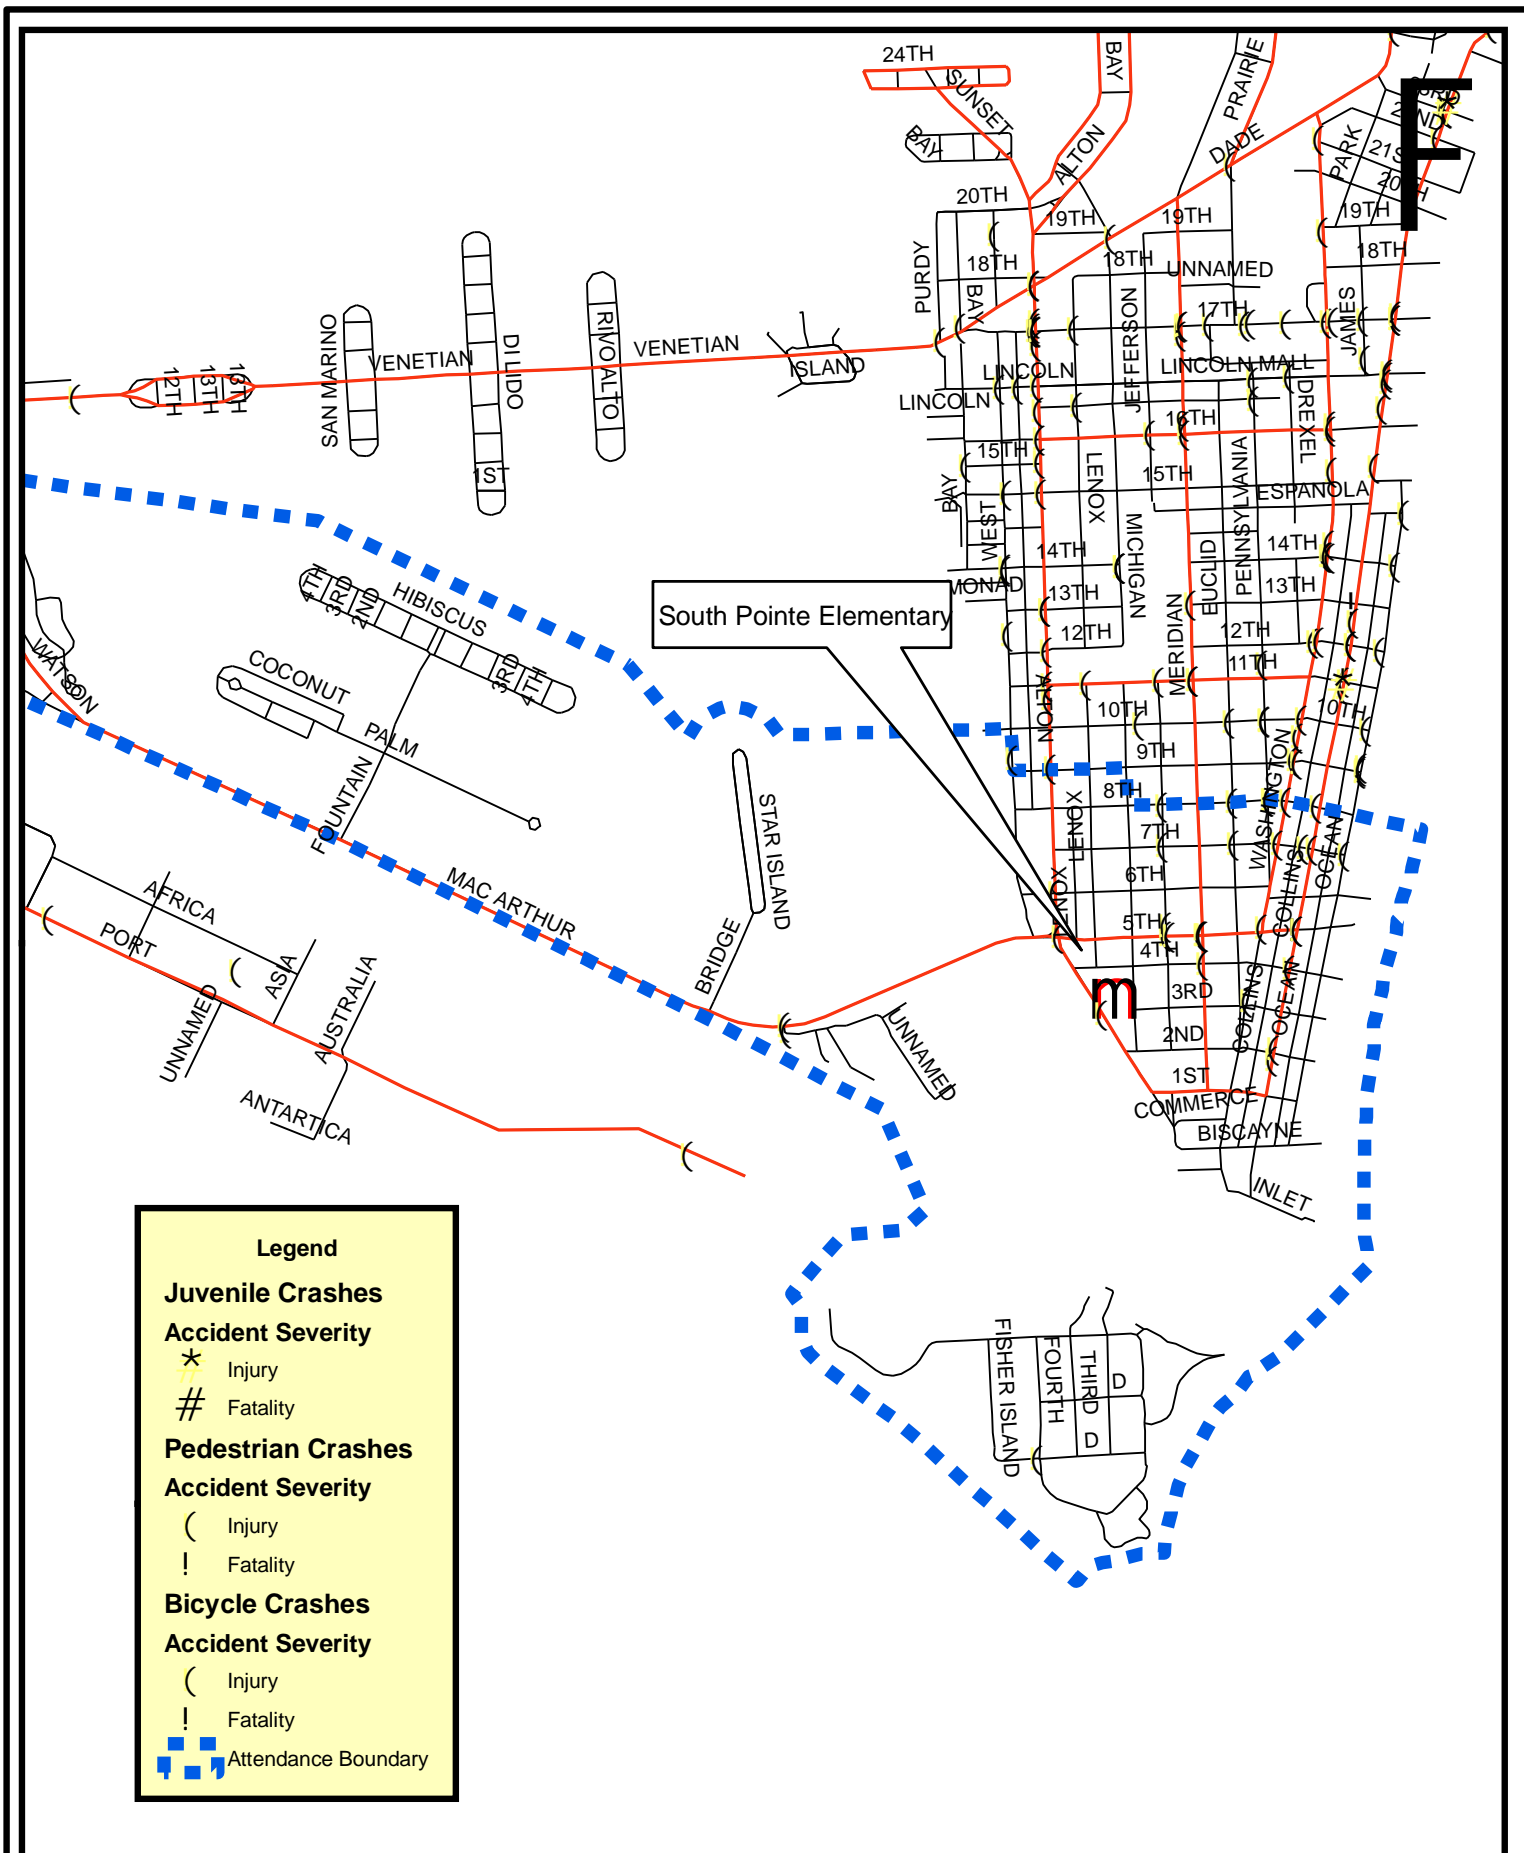 24TH
SUNSET
BAY
BAY
ALTON
PRAIRIE
DADE
PARK
20TH
19TH
19TH
19TH
18TH
18TH
18TH
UNNAMED
PURDY
BAY
JEFFERSON
17TH
JAMES
SAN MARINO
VENETIAN
DI LIDO
RIVO ALTO
VENETIAN
ISLAND
12TH
13TH
13TH
1ST
LINCOLN
LINCOLN MALL
LINCOLN
DREXEL
16TH
15TH
15TH
LENOX
PENNSYLVANIA
ESPANOLA
BAY
WEST
MICHIGAN
EUCLID
14TH
14TH
MONAD
13TH
13TH
12TH
12TH
11TH
MERIDIAN
ALTON
10TH
10TH
9TH
8TH
7TH
6TH
5TH
4TH
3RD
2ND
1ST
LENOX
WASHINGTON
COLLINS
OCEAN
COLLINS
OCEAN
COMMERCE
BISCAYNE
INLET
South Pointe Elementary
4TH
3RD
2ND
HIBISCUS
3RD
4TH
WATSON
COCONUT
PALM
FOUNTAIN
STAR ISLAND
MAC ARTHUR
BRIDGE
UNNAMED
AFRICA
PORT
ASIA
AUSTRALIA
UNNAMED
ANTARTICA
FISHER ISLAND
FOURTH
THIRD
D
D
Legend
Juvenile Crashes
Accident Severity
Injury
Fatality
Pedestrian Crashes
Accident Severity
Injury
Fatality
Bicycle Crashes
Accident Severity
Injury
Fatality
Attendance Boundary